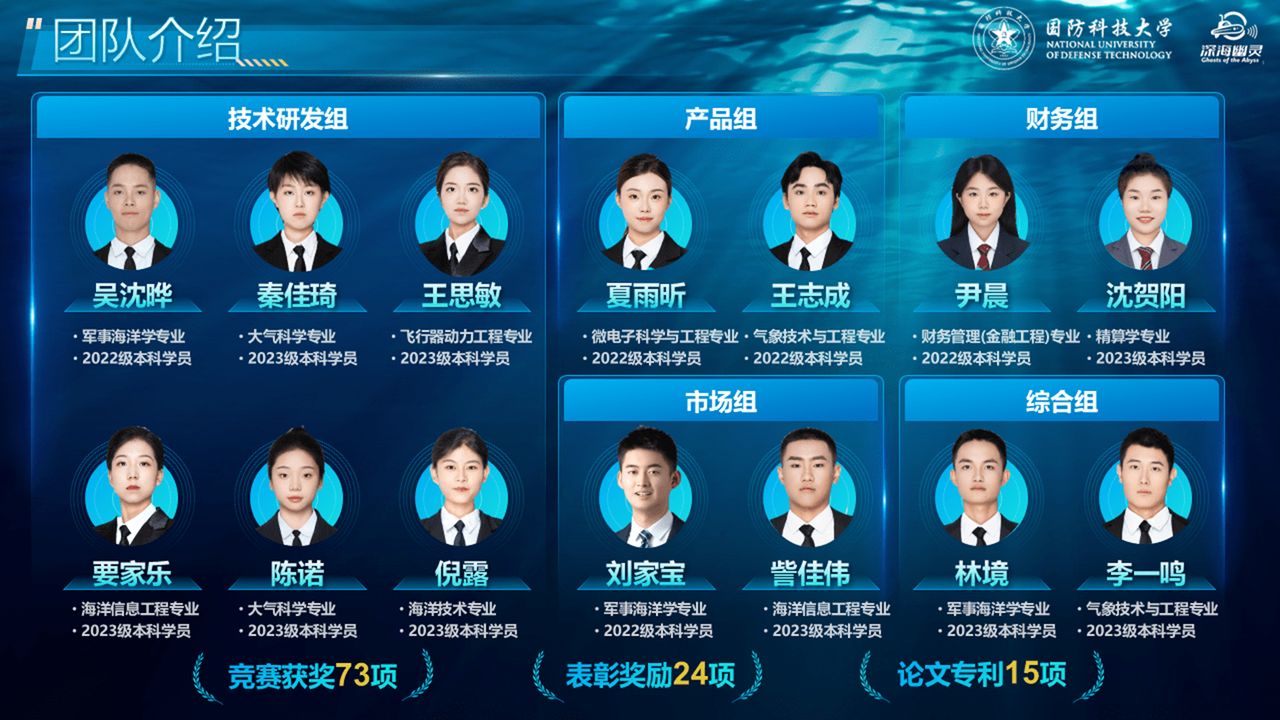 团队介绍
国防科技大学
NATIONAL UNIVERSITY
OF DEFENSE TECHNOLOGY
深海幽灵
Ghosts of the Abyss
技术研发组
吴沈晔
·军事海洋学专业
·2022级本科学员
秦佳琦
·大气科学专业
·2023级本科学员
王思敏
·飞行器动力工程专业
·2023级本科学员
要家乐
·海洋信息工程专业
·2023级本科学员
陈诺
·大气科学专业
·2023级本科学员
倪露
·海洋技术专业
·2023级本科学员
产品组
夏雨昕
·微电子科学与工程专业
·2022级本科学员
王志成
·气象技术与工程专业
·2023级本科学员
财务组
尹晨
·财务管理(金融工程)专业
·2022级本科学员
沈贺阳
·精算学专业
·2023级本科学员
市场组
刘家宝
·军事海洋学专业
·2022级本科学员
訾佳伟
·海洋信息工程专业
·2023级本科学员
综合组
林境
·军事海洋学专业
·2023级本科学员
李一鸣
·气象技术与工程专业
·2023级本科学员
竞赛获奖73项
表彰奖励24项
论文专利15项